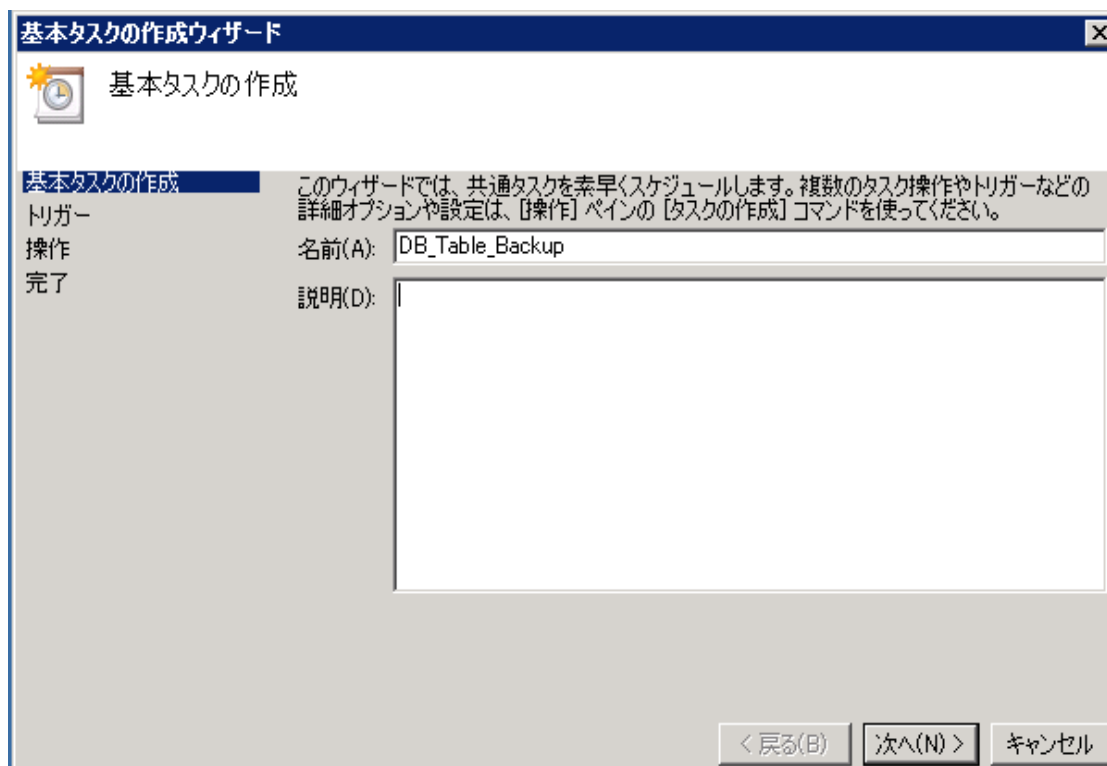 基本タスクの作成ウィザード
基本タスクの作成
基本タスクの作成
トリガー
操作
完了
このウィザードでは、共通タスクを素早くスケジュールします。複数のタスク操作やトリガーなどの
詳細オプションや設定は、[操作] ペインの [タスクの作成] コマンドを使ってください。
名前(A): DB_Table_Backup
説明(D):
< 戻る(B) 次へ(N) > キャンセル